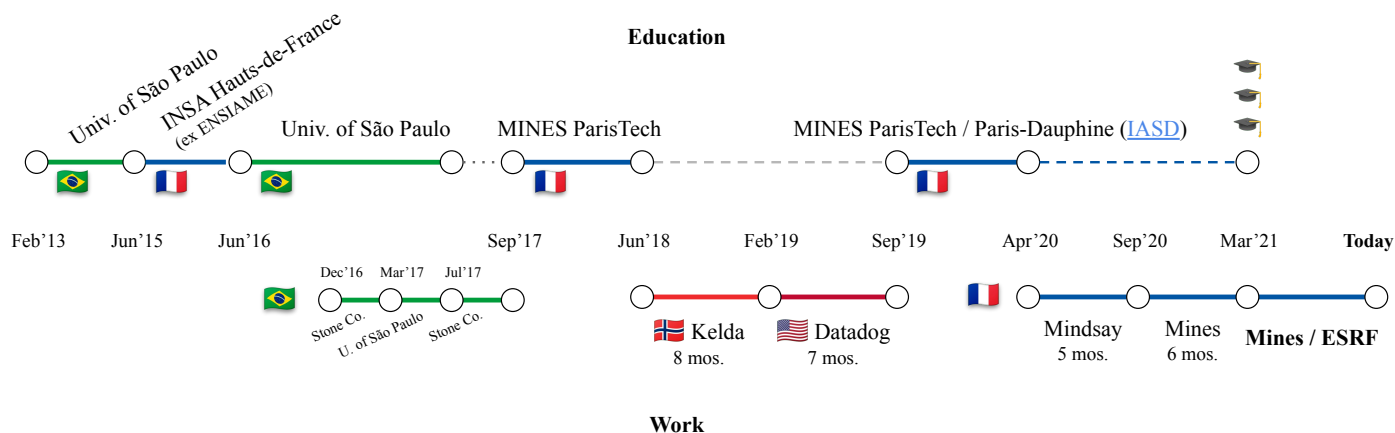 Education
Univ. of São Paulo
INSA Hauts-de-France
(ex ENSIAME)
Univ. of São Paulo
MINES ParisTech
MINES ParisTech / Paris-Dauphine (IASD)
Feb’13
Jun’15
Jun’16
Sep’17
Jun’18
Feb’19
Sep’19
Apr’20
Sep’20
Mar’21
Today
Dec’16
Mar’17
Jul’17
Stone Co.
U. of São Paulo
Stone Co.
Kelda
8 mos.
Datadog
7 mos.
Mindsay
5 mos.
Mines
6 mos.
Mines / ESRF
Work